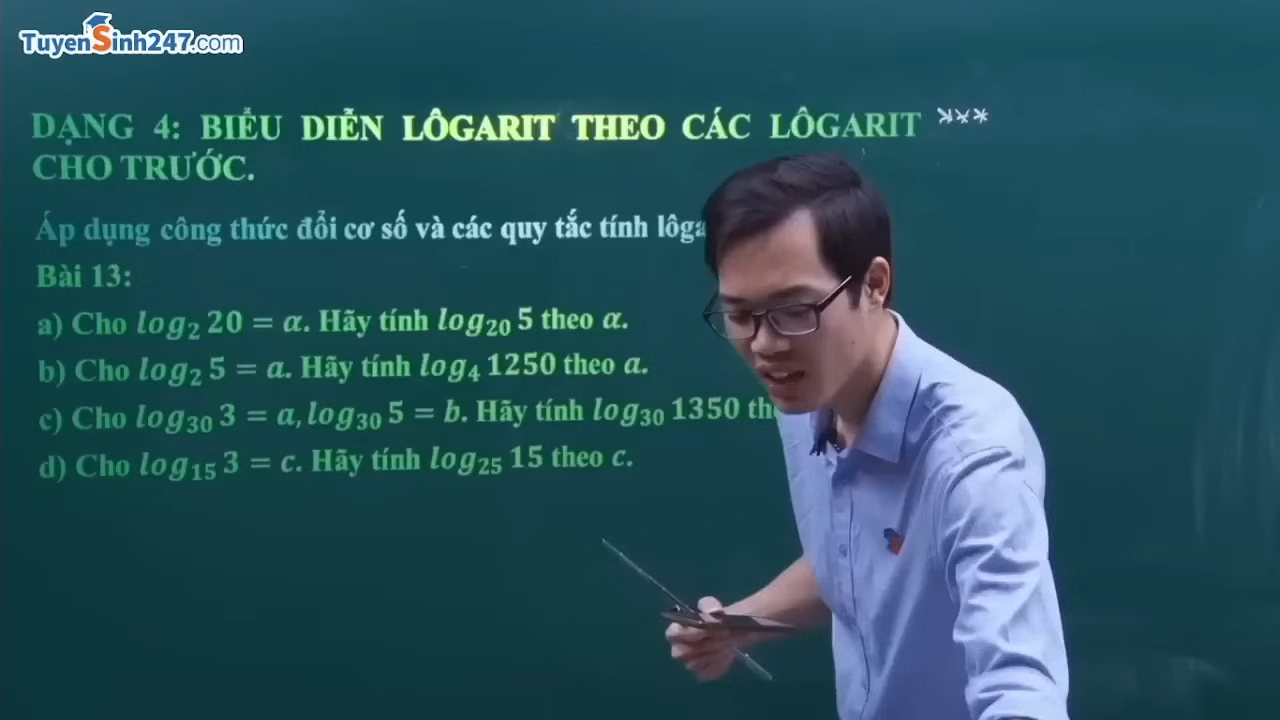 TuyenSinh247.com
DẠNG 4: BIỂU DIỄN LÔGARIT THEO CÁC LÔGARIT ***
CHO TRƯỚC.
Áp dụng công thức đổi cơ số và các quy tắc tính
Bài 13:
a) Cho log₂ 20 = α. Hãy tính log₂₀ 5 theo α.
b) Cho log₂ 5 = a. Hãy tính log₄ 1250 theo a.
c) Cho log₃₀ 3 = a, log₃₀ 5 = b. Hãy tính log₃₀ 1350
d) Cho log₁₅ 3 = c. Hãy tính log₂₅ 15 theo c.